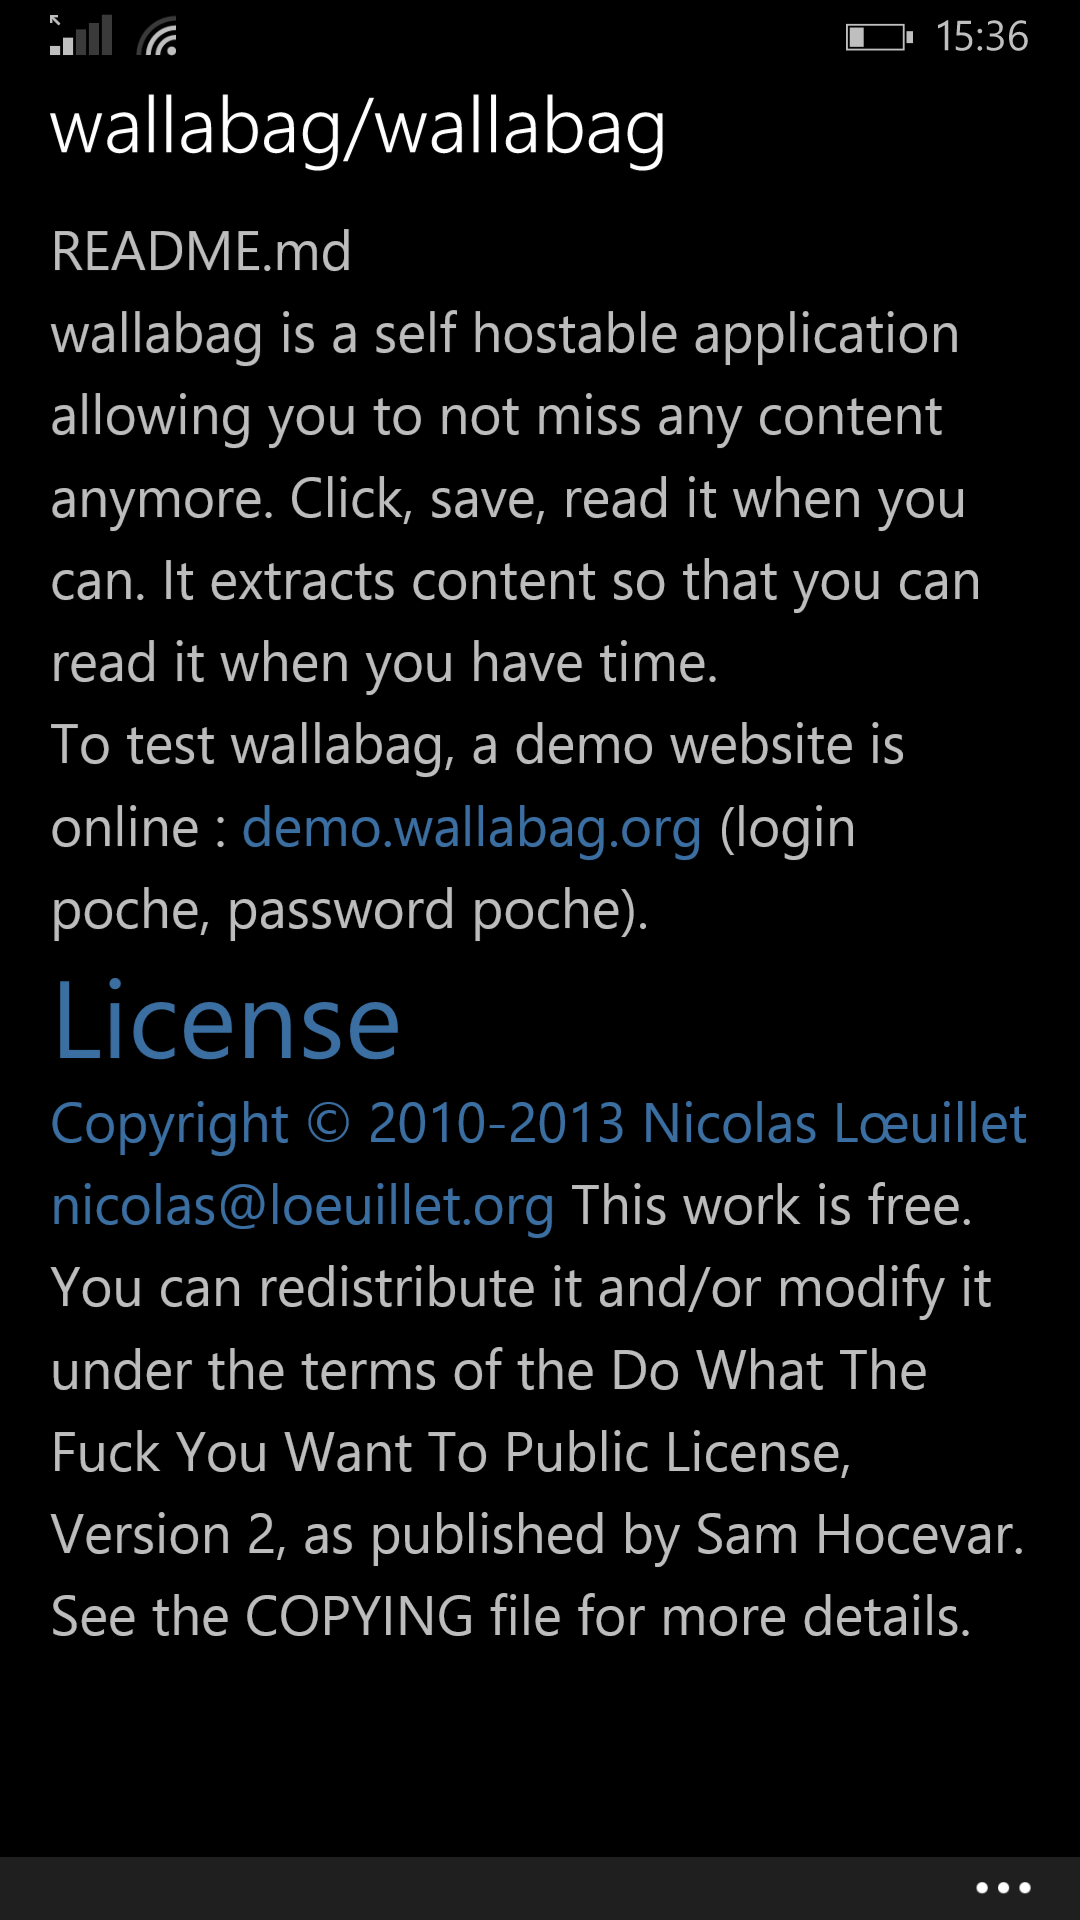 15:36
wallabag/wallabag
README.md
wallabag is a self hostable application
allowing you to not miss any content
anymore. Click, save, read it when you
can. It extracts content so that you can
read it when you have time.
To test wallabag, a demo website is
online : demo.wallabag.org (login
poche, password poche).
License
Copyright © 2010-2013 Nicolas Lœuillet
nicolas@loeuillet.org This work is free.
You can redistribute it and/or modify it
under the terms of the Do What The
Fuck You Want To Public License,
Version 2, as published by Sam Hocevar.
See the COPYING file for more details.